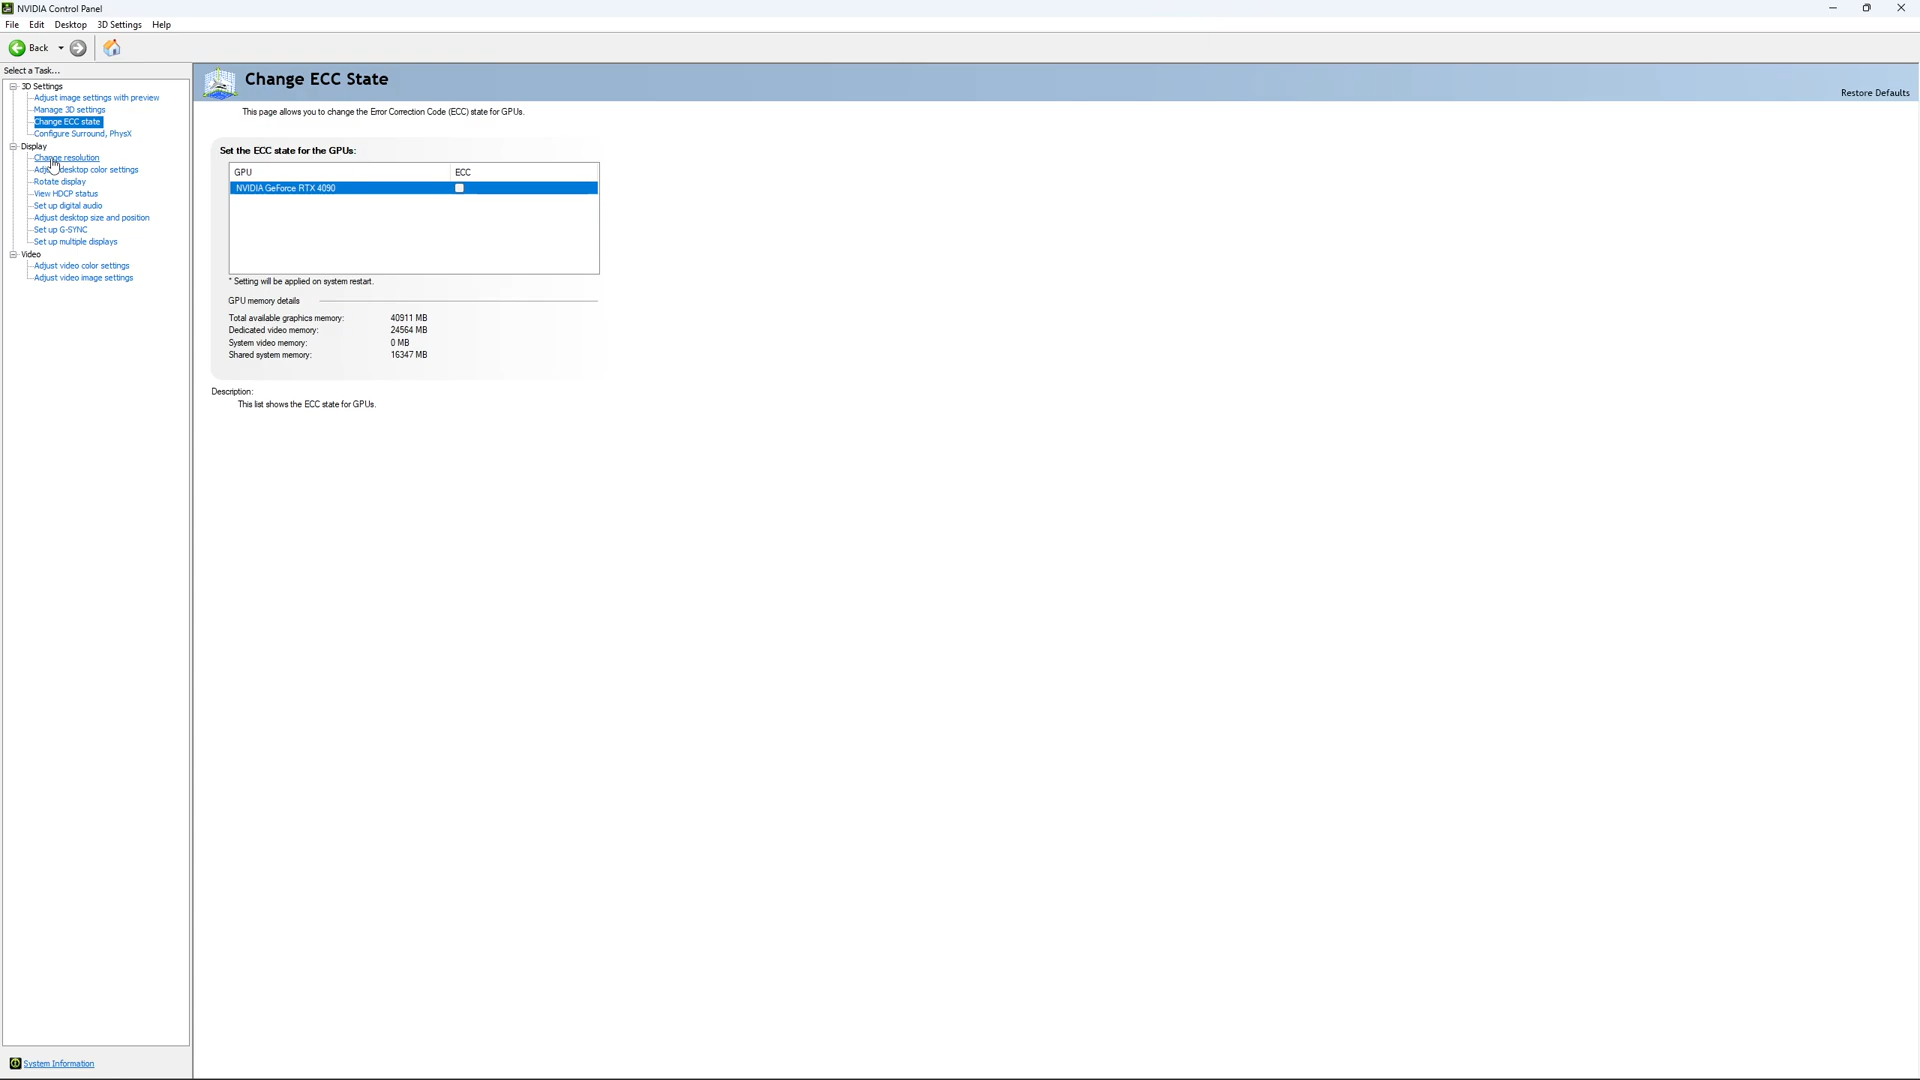 NVIDIA Control Panel
File Edit Desktop 3D Settings Help
Back
Select a Task...
3D Settings
Adjust image settings with preview
Manage 3D settings
Change ECC state
Configure Surround, PhysX
Display
Change resolution
Adjust desktop color settings
Rotate display
View HDCP status
Set up digital audio
Adjust desktop size and position
Set up G-SYNC
Set up multiple displays
Video
Adjust video color settings
Adjust video image settings
System Information
Change ECC State
Restore Defaults
This page allows you to change the Error Correction Code (ECC) state for GPUs.
Set the ECC state for the GPUs:
GPU ECC
NVIDIA GeForce RTX 4090
* Setting will be applied on system restart.
GPU memory details
Total available graphics memory: 40911 MB
Dedicated video memory: 24564 MB
System video memory: 0 MB
Shared system memory: 16347 MB
Description:
This list shows the ECC state for GPUs.